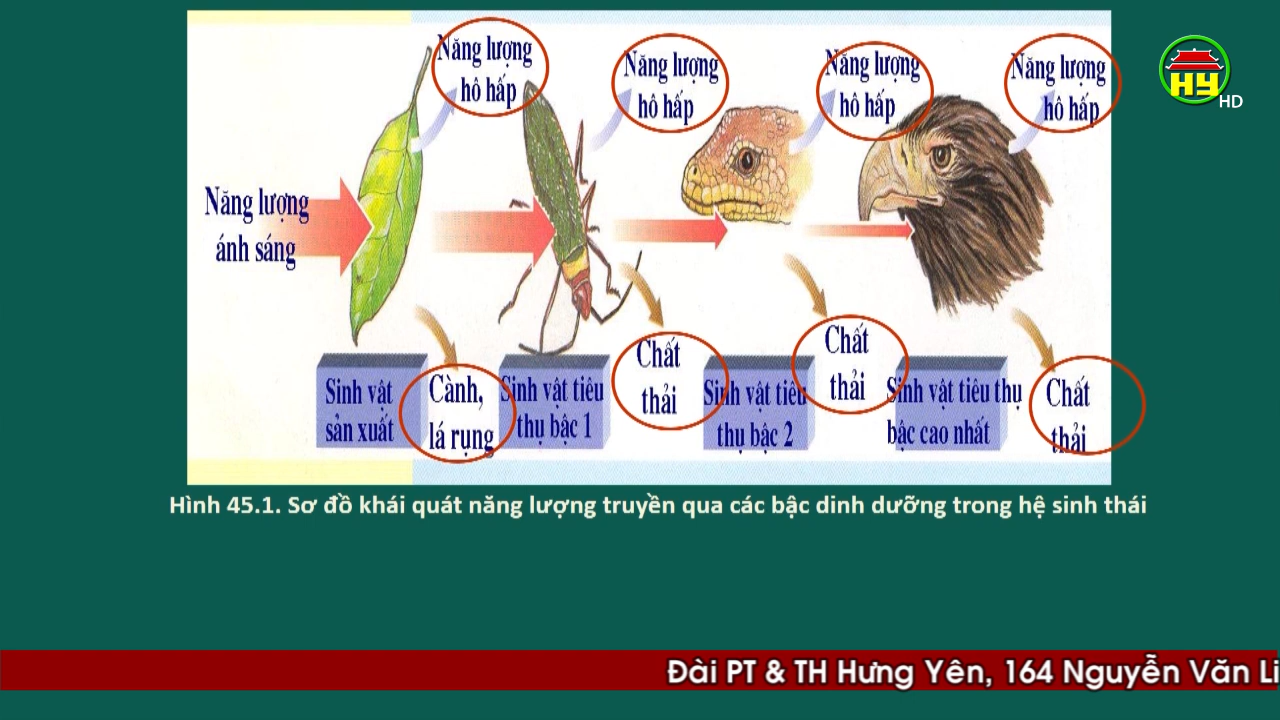 Năng lượng
hô hấp
Năng lượng
hô hấp
Năng lượng
hô hấp
Năng lượng
hô hấp
HY
HD
Năng lượng
ánh sáng
Sinh vật
sản xuất
Cành,
lá rụng
Sinh vật tiêu
thụ bậc 1
Chất
thải
Sinh vật tiêu
thụ bậc 2
Chất
thải
Sinh vật tiêu thụ
bậc cao nhất
Chất
thải
Hình 45.1. Sơ đồ khái quát năng lượng truyền qua các bậc dinh dưỡng trong hệ sinh thái
Đài PT & TH Hưng Yên, 164 Nguyễn Văn Li